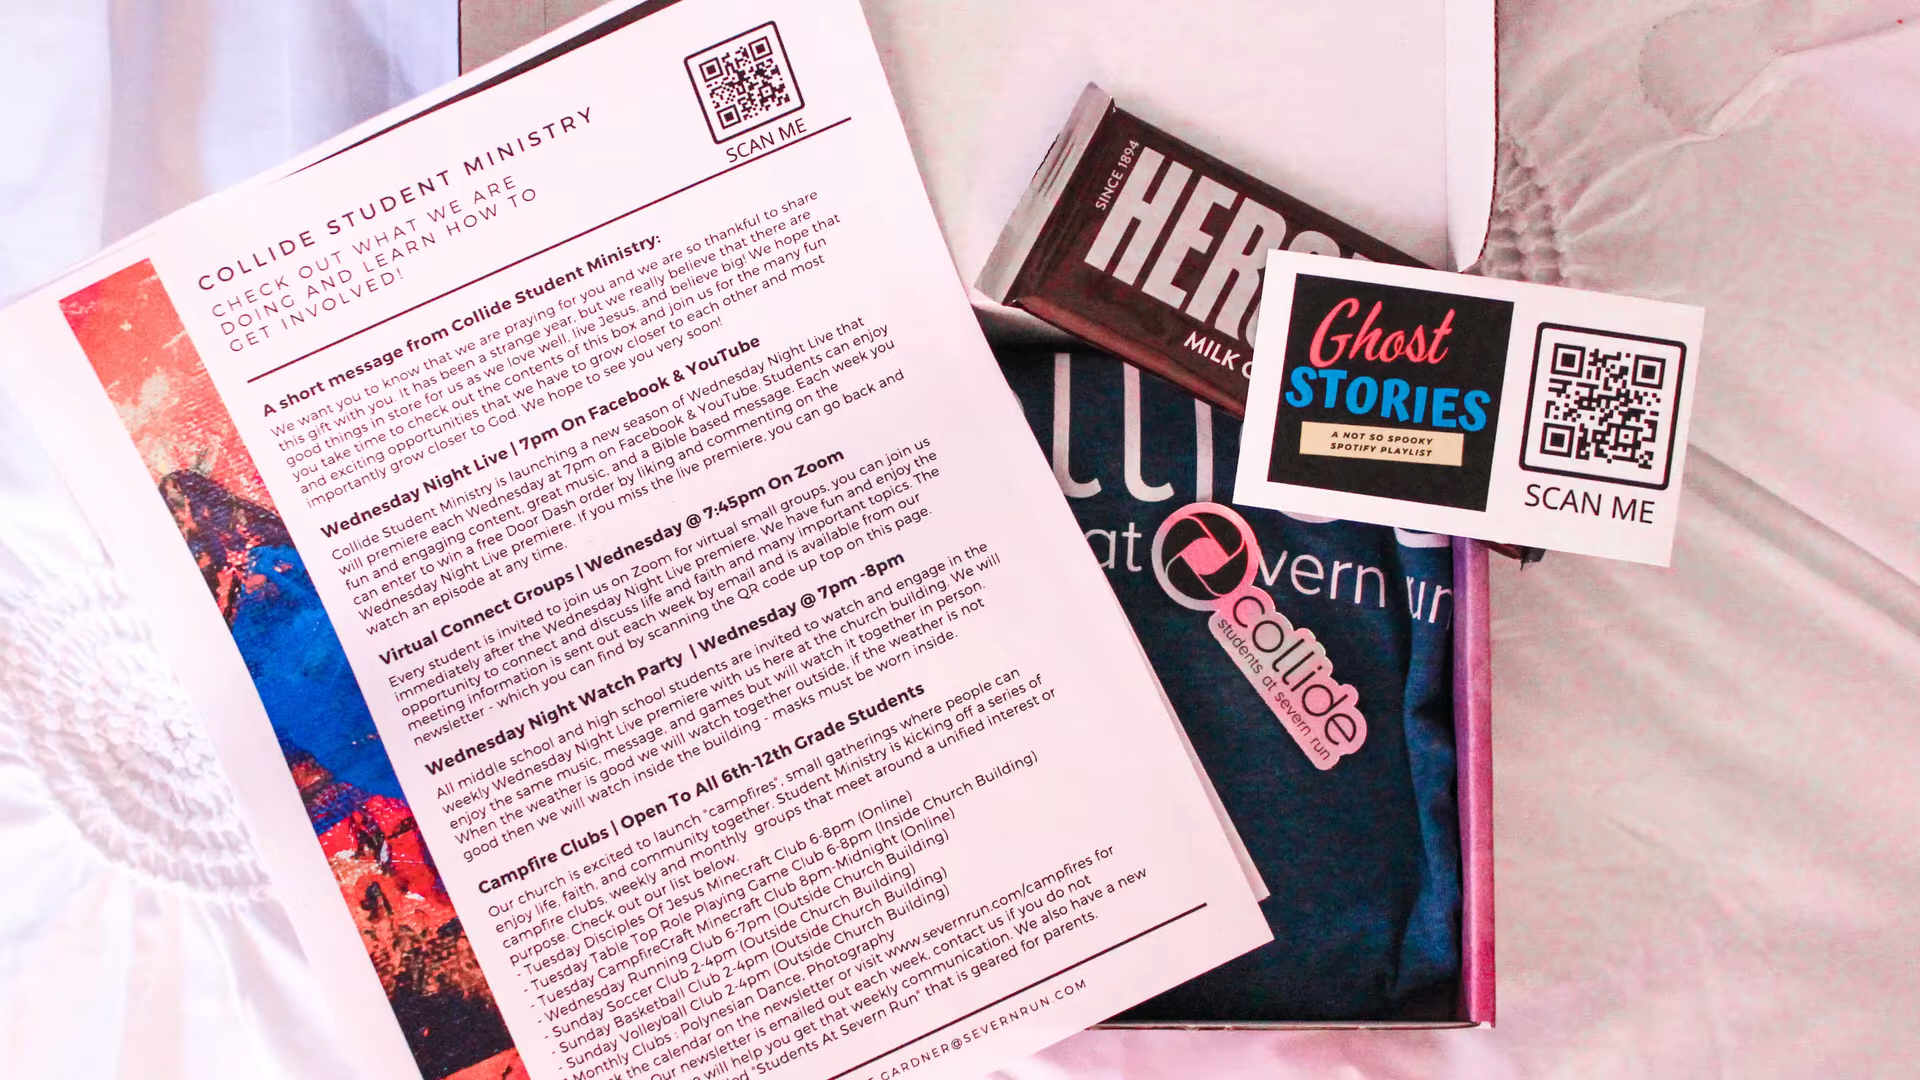 SCAN ME
COLLIDE STUDENT MINISTRY
CHECK OUT WHAT WE ARE
DOING AND LEARN HOW TO
GET INVOLVED!
A short message from Collide Student Ministry:
We want you to know that we are praying for you and we are so thankful to share
this gift with you. It has been a strange year, but we really believe that there are
good things in store for us as we love well, live Jesus, and believe big! We hope that
you take time to check out the contents of this box and join us for the many fun
and exciting opportunities that we have to grow closer to each other and most
importantly grow closer to God. We hope to see you very soon!
Wednesday Night Live | 7pm On Facebook & YouTube
Collide Student Ministry is launching a new season of Wednesday Night Live that
will premiere each Wednesday at 7pm on Facebook & YouTube. Students can enjoy
fun and engaging content, great music, and a Bible based message. Each week you
can enter to win a free Door Dash order by liking and commenting on the
Wednesday Night Live premiere. If you miss the live premiere, you can go back and
watch an episode at any time.
Virtual Connect Groups | Wednesday @ 7:45pm On Zoom
Every student is invited to join us on Zoom for virtual small groups, you can join us
immediately after the Wednesday Night Live premiere. We have fun and enjoy the
opportunity to connect and discuss life and faith and many important topics. The
meeting information is sent out each week by email and is available from our
newsletter - which you can find by scanning the QR code up top on this page.
Wednesday Night Watch Party | Wednesday @ 7pm -8pm
All middle school and high school students are invited to watch and engage in the
weekly Wednesday Night Live premiere with us here at the church building. We will
enjoy the same music, message, and games but will watch it together in person.
When the weather is good we will watch together outside, if the weather is not
good then we will watch inside the building - masks must be worn inside.
Campfire Clubs | Open To All 6th-12th Grade Students
Our church is excited to launch "campfires", small gatherings where people can
enjoy life, faith, and community together. Student Ministry is kicking off a series of
campfire clubs, weekly and monthly groups that meet around a unified interest or
purpose. Check out our list below.
- Tuesday Disciples Of Jesus Minecraft Club 6-8pm (Online)
- Tuesday Table Top Role Playing Game Club 6-8pm (Inside Church Building)
- Tuesday CampfireCraft Minecraft Club 8pm-Midnight (Online)
- Wednesday Running Club 6-7pm (Outside Church Building)
- Sunday Soccer Club 2-4pm (Outside Church Building)
- Sunday Basketball Club 2-4pm (Outside Church Building)
- Sunday Volleyball Club 2-4pm (Outside Church Building)
Monthly Clubs : Polynesian Dance, Photography
the calendar on the newsletter or visit www.severnrun.com/campfires for
Our newsletter is emailed out each week, contact us if you do not
will help you get that weekly communication. We also have a new
"Students At Severn Run" that is geared for parents.
GARDNER@SEVERNRUN.COM
SINCE 1894
MILK
Ghost
STORIES
A NOT SO SPOOKY
SPOTIFY PLAYLIST
SCAN ME
at
collide
students at severn run